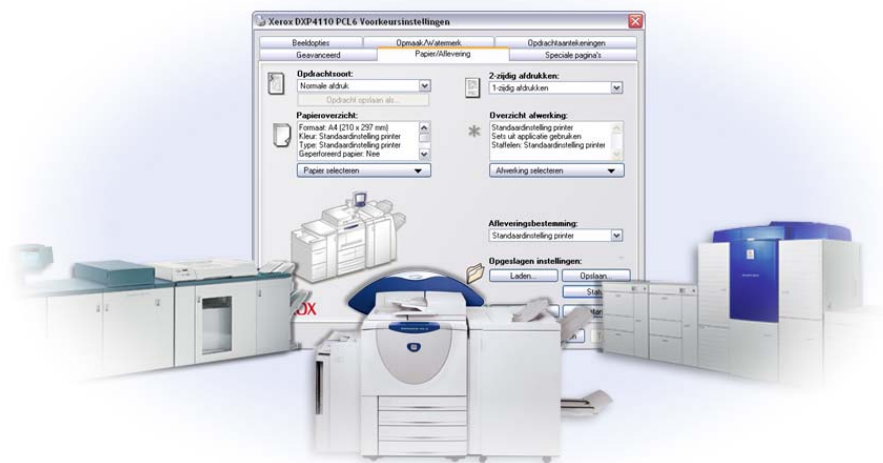 Xerox DXP4110 PCL6 Voorkeursinstellingen
Beeldopties
Opmaak/Watermerk
Opdrachtaantekeningen
Geavanceerd
Papier/Aflevering
Speciale pagina's
Opdrachtsoort:
Normale afdruk
Opdracht opslaan als...
Papieroverzicht:
Formaat: A4 (210 x 297 mm)
Kleur: Standaardinstelling printer
Type: Standaardinstelling printer
Geperforeerd papier: Nee
Papier selecteren
2-zijdig afdrukken:
1-zijdig afdrukken
Overzicht afwerking:
Standaardinstelling printer
Sets uit applicatie gebruiken
Staffelen: Standaardinstelling printer
Afwerking selecteren
Afleveringsbestemming:
Standaardinstelling printer
Opgeslagen instellingen:
Laden...
Opslaan...
Statu
OX